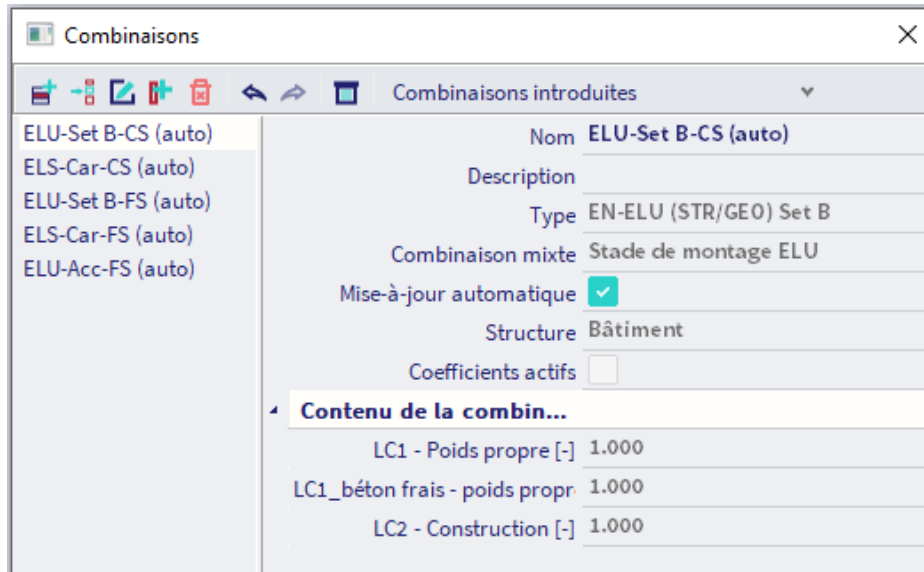 Combinaisons
Combinaisons introduites
ELU-Set B-CS (auto)
ELS-Car-CS (auto)
ELU-Set B-FS (auto)
ELS-Car-FS (auto)
ELU-Acc-FS (auto)
Nom ELU-Set B-CS (auto)
Description
Type EN-ELU (STR/GEO) Set B
Combinaison mixte Stade de montage ELU
Mise-à-jour automatique
Structure Bâtiment
Coefficients actifs
Contenu de la combin...
LC1 - Poids propre [-] 1.000
LC1_béton frais - poids propr 1.000
LC2 - Construction [-] 1.000